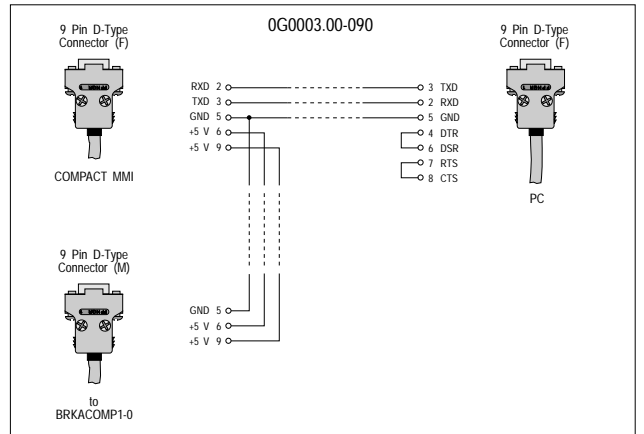 0G0003.00-090
9 Pin D-Type
Connector (F)
COMPACT MMI
RXD 2
TXD 3
GND 5
+5 V 6
+5 V 9
3 TXD
2 RXD
5 GND
4 DTR
6 DSR
7 RTS
8 CTS
9 Pin D-Type
Connector (F)
PC
9 Pin D-Type
Connector (M)
to
BRKACOMP1-0
GND 5
+5 V 6
+5 V 9